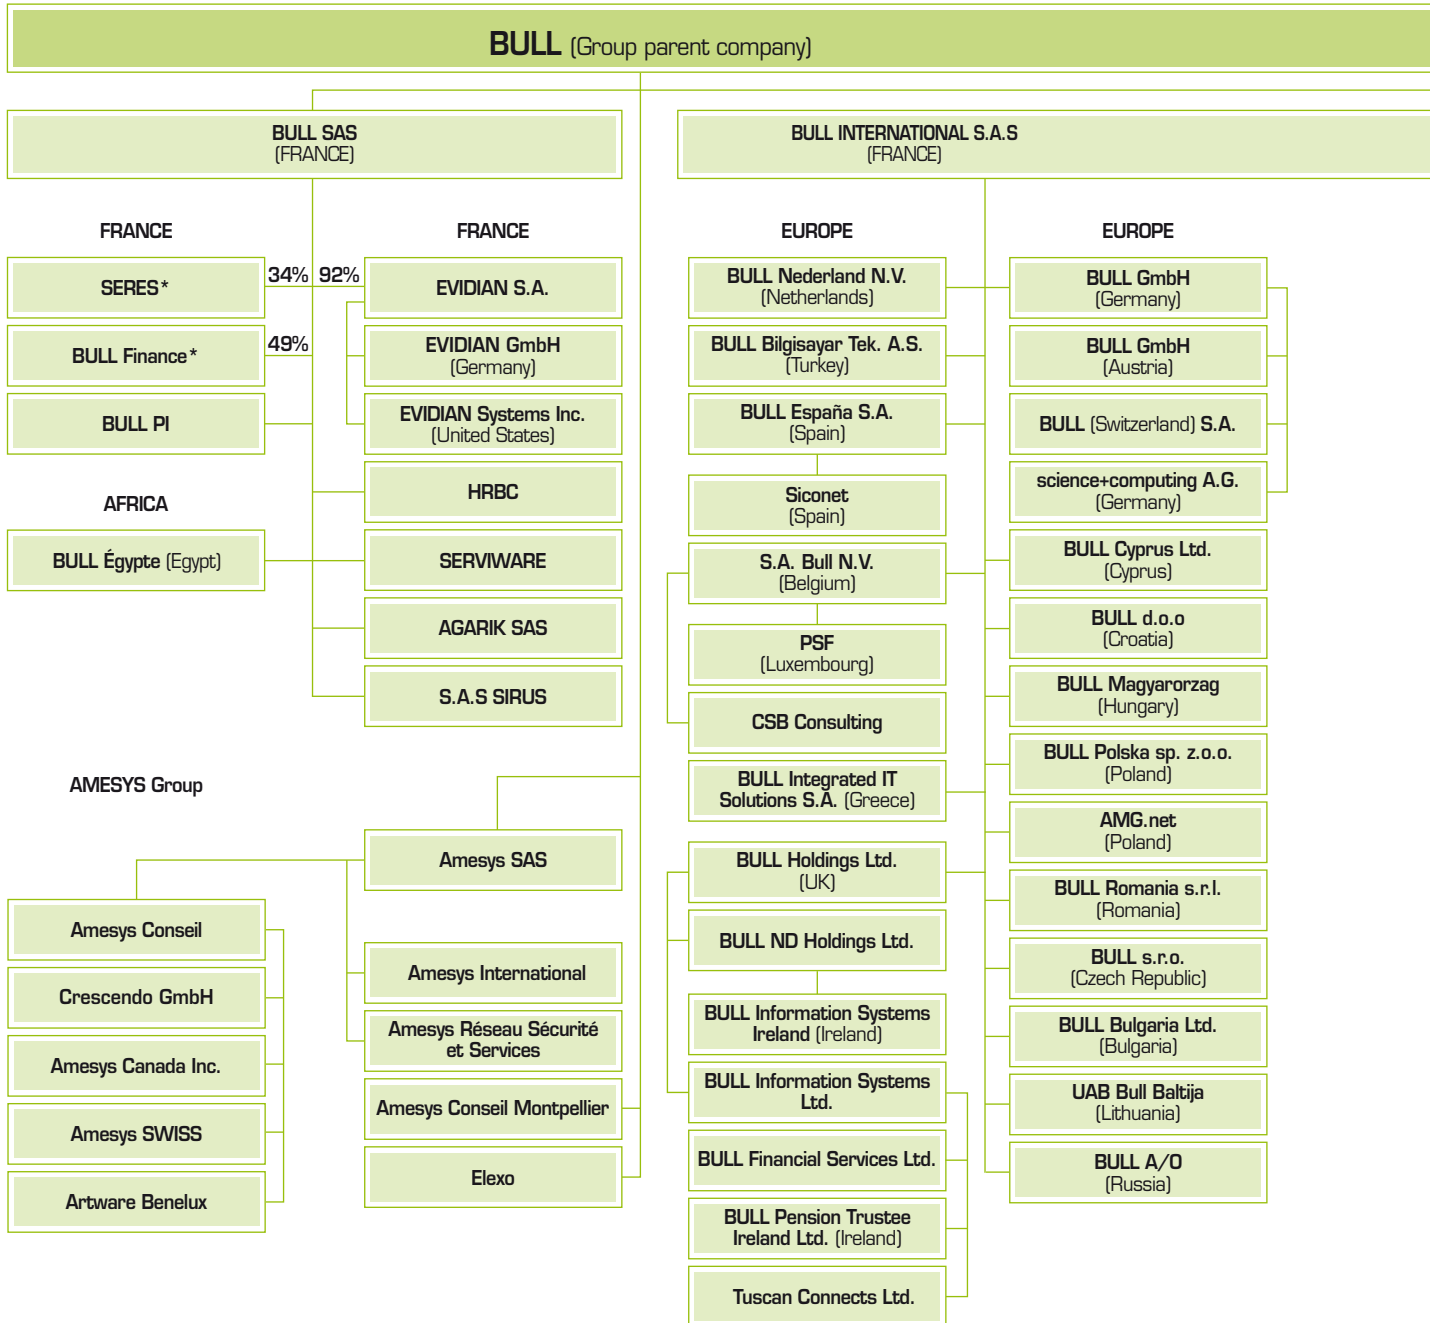 BULL (Group parent company)
BULL SAS
(FRANCE)
BULL INTERNATIONAL S.A.S
(FRANCE)
FRANCE
SERES*
34%
BULL Finance*
49%
BULL PI
AFRICA
BULL Égypte (Egypt)
FRANCE
92%
EVIDIAN S.A.
EVIDIAN GmbH
(Germany)
EVIDIAN Systems Inc.
(United States)
HRBC
SERVIWARE
AGARIK SAS
S.A.S SIRUS
AMESYS Group
Amesys SAS
Amesys Conseil
Crescendo GmbH
Amesys Canada Inc.
Amesys SWISS
Artware Benelux
Amesys International
Amesys Réseau Sécurité
et Services
Amesys Conseil Montpellier
Elexo
EUROPE
BULL Nederland N.V.
(Netherlands)
BULL Bilgisayar Tek. A.S.
(Turkey)
BULL España S.A.
(Spain)
Siconet
(Spain)
S.A. Bull N.V.
(Belgium)
PSF
(Luxembourg)
CSB Consulting
BULL Integrated IT
Solutions S.A. (Greece)
BULL Holdings Ltd.
(UK)
BULL ND Holdings Ltd.
BULL Information Systems
Ireland (Ireland)
BULL Information Systems
Ltd.
BULL Financial Services Ltd.
BULL Pension Trustee
Ireland Ltd. (Ireland)
Tuscan Connects Ltd.
EUROPE
BULL GmbH
(Germany)
BULL GmbH
(Austria)
BULL (Switzerland) S.A.
science+computing A.G.
(Germany)
BULL Cyprus Ltd.
(Cyprus)
BULL d.o.o
(Croatia)
BULL Magyarorzag
(Hungary)
BULL Polska sp. z.o.o.
(Poland)
AMG.net
(Poland)
BULL Romania s.r.l.
(Romania)
BULL s.r.o.
(Czech Republic)
BULL Bulgaria Ltd.
(Bulgaria)
UAB Bull Baltija
(Lithuania)
BULL A/O
(Russia)